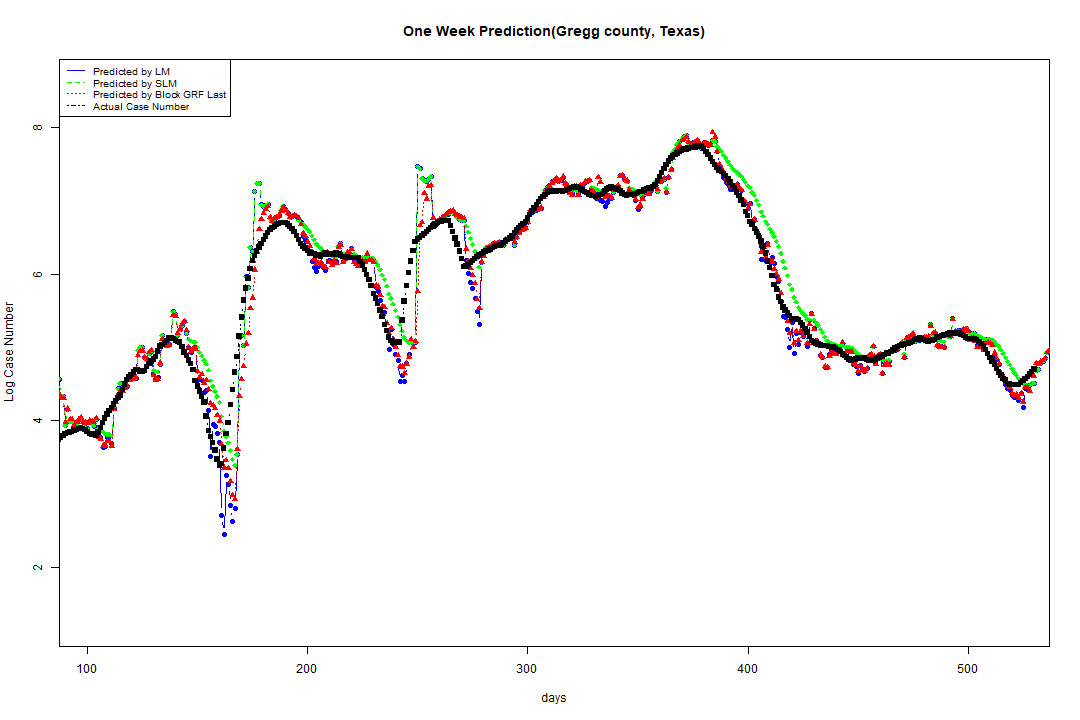 One Week Prediction(Gregg county, Texas)
Predicted by LM
Predicted by SLM
Predicted by Block GRF Last
Actual Case Number
8
6
4
2
Log Case Number
100 200 300 400 500
days